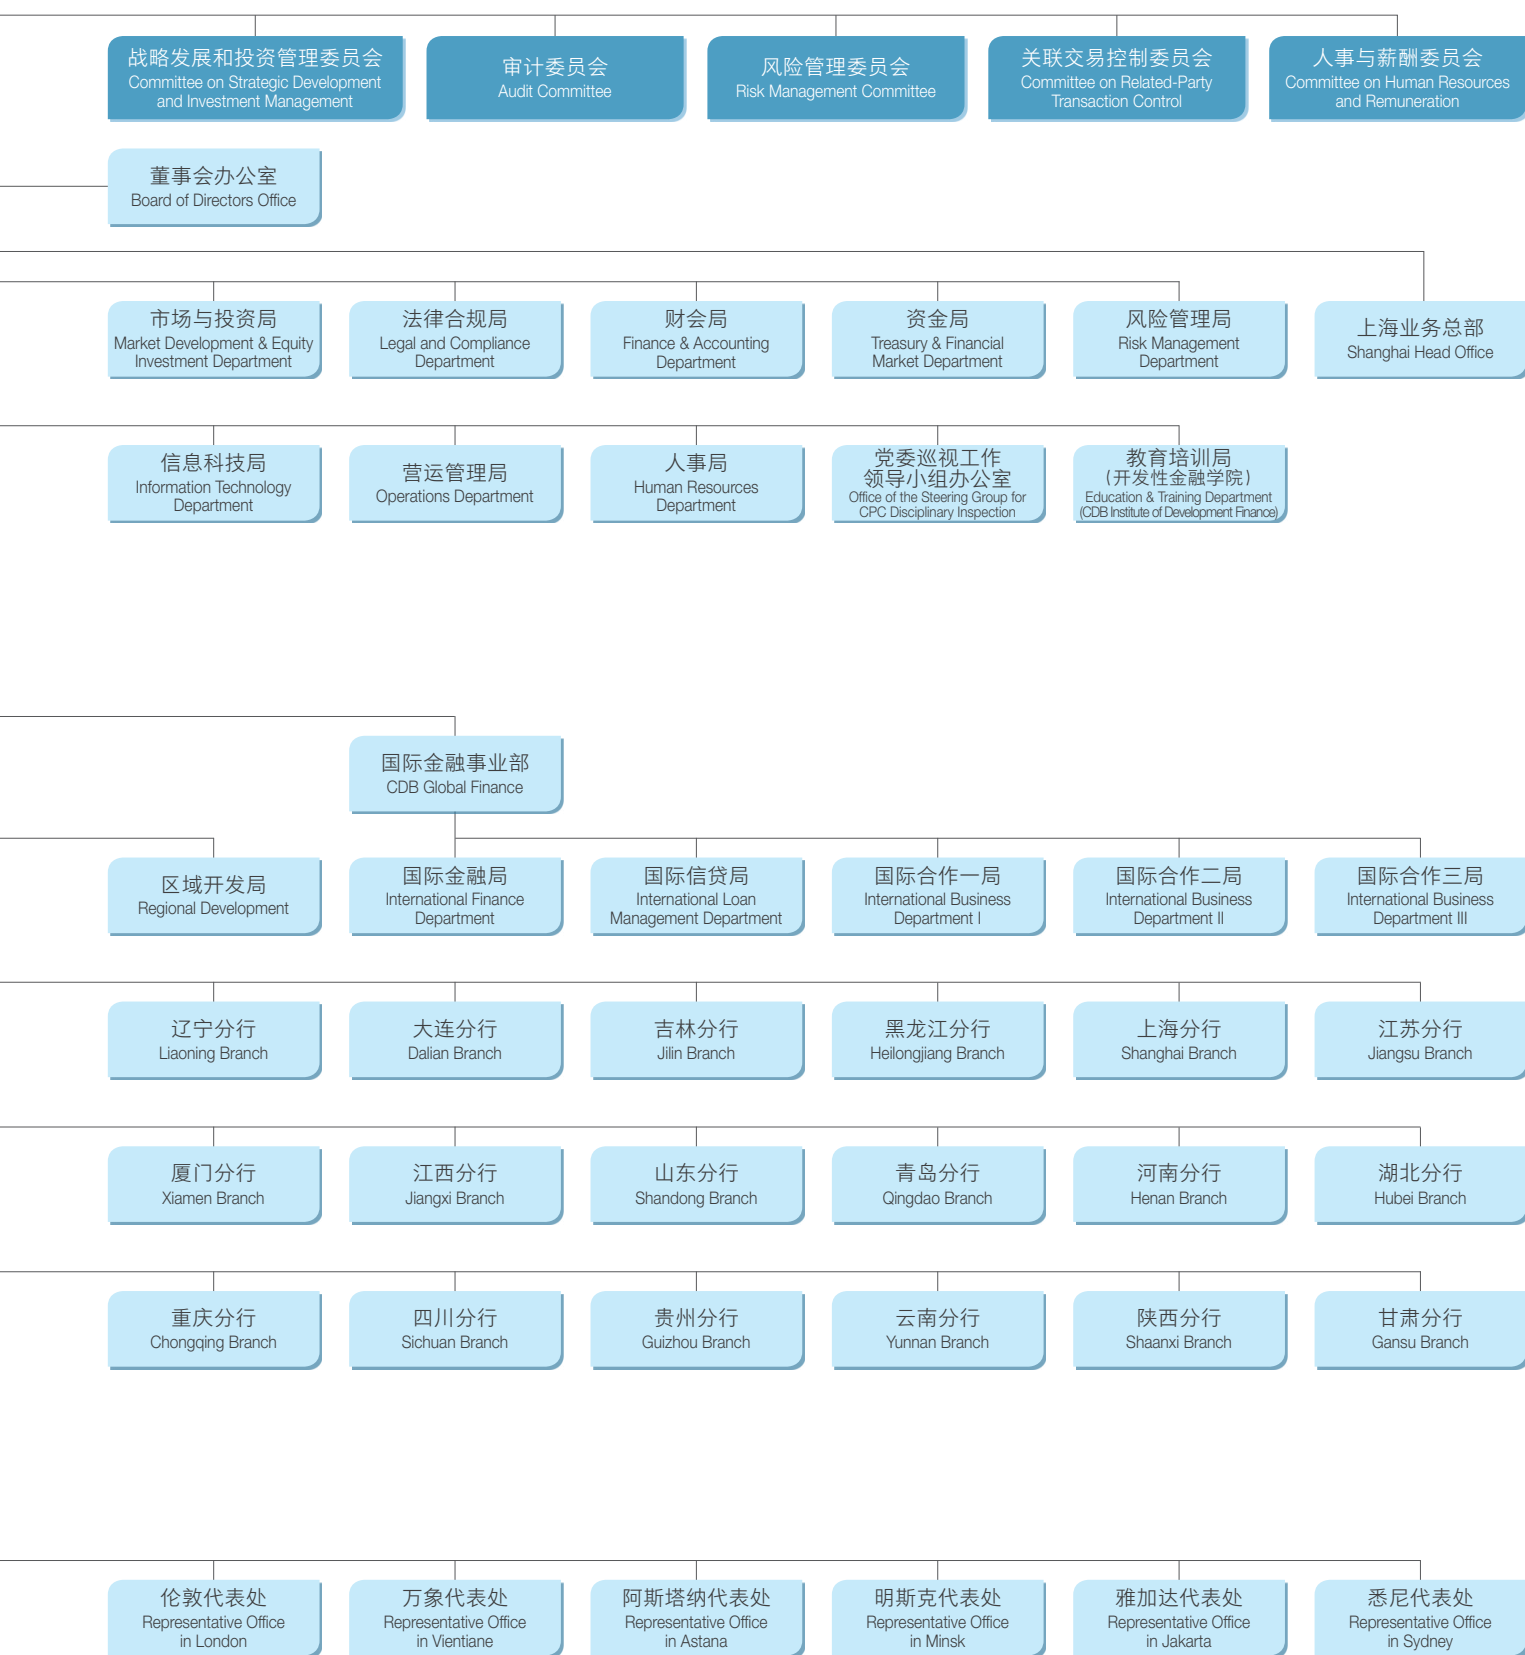 战略发展和投资管理委员会
Committee on Strategic Development
and Investment Management
审计委员会
Audit Committee
风险管理委员会
Risk Management Committee
关联交易控制委员会
Committee on Related-Party
Transaction Control
人事与薪酬委员会
Committee on Human Resources
and Remuneration
董事会办公室
Board of Directors Office
市场与投资局
Market Development & Equity
Investment Department
法律合规局
Legal and Compliance
Department
财会局
Finance & Accounting
Department
资金局
Treasury & Financial
Market Department
风险管理局
Risk Management
Department
上海业务总部
Shanghai Head Office
信息科技局
Information Technology
Department
营运管理局
Operations Department
人事局
Human Resources
Department
党委巡视工作
领导小组办公室
Office of the Steering Group for
CPC Disciplinary Inspection
教育培训局
(开发性金融学院)
Education & Training Department
(CDB Institute of Development Finance)
国际金融事业部
CDB Global Finance
区域开发局
Regional Development
国际金融局
International Finance
Department
国际信贷局
International Loan
Management Department
国际合作一局
International Business
Department I
国际合作二局
International Business
Department II
国际合作三局
International Business
Department III
辽宁分行
Liaoning Branch
大连分行
Dalian Branch
吉林分行
Jilin Branch
黑龙江分行
Heilongjiang Branch
上海分行
Shanghai Branch
江苏分行
Jiangsu Branch
厦门分行
Xiamen Branch
江西分行
Jiangxi Branch
山东分行
Shandong Branch
青岛分行
Qingdao Branch
河南分行
Henan Branch
湖北分行
Hubei Branch
重庆分行
Chongqing Branch
四川分行
Sichuan Branch
贵州分行
Guizhou Branch
云南分行
Yunnan Branch
陕西分行
Shaanxi Branch
甘肃分行
Gansu Branch
伦敦代表处
Representative Office
in London
万象代表处
Representative Office
in Vientiane
阿斯塔纳代表处
Representative Office
in Astana
明斯克代表处
Representative Office
in Minsk
雅加达代表处
Representative Office
in Jakarta
悉尼代表处
Representative Office
in Sydney